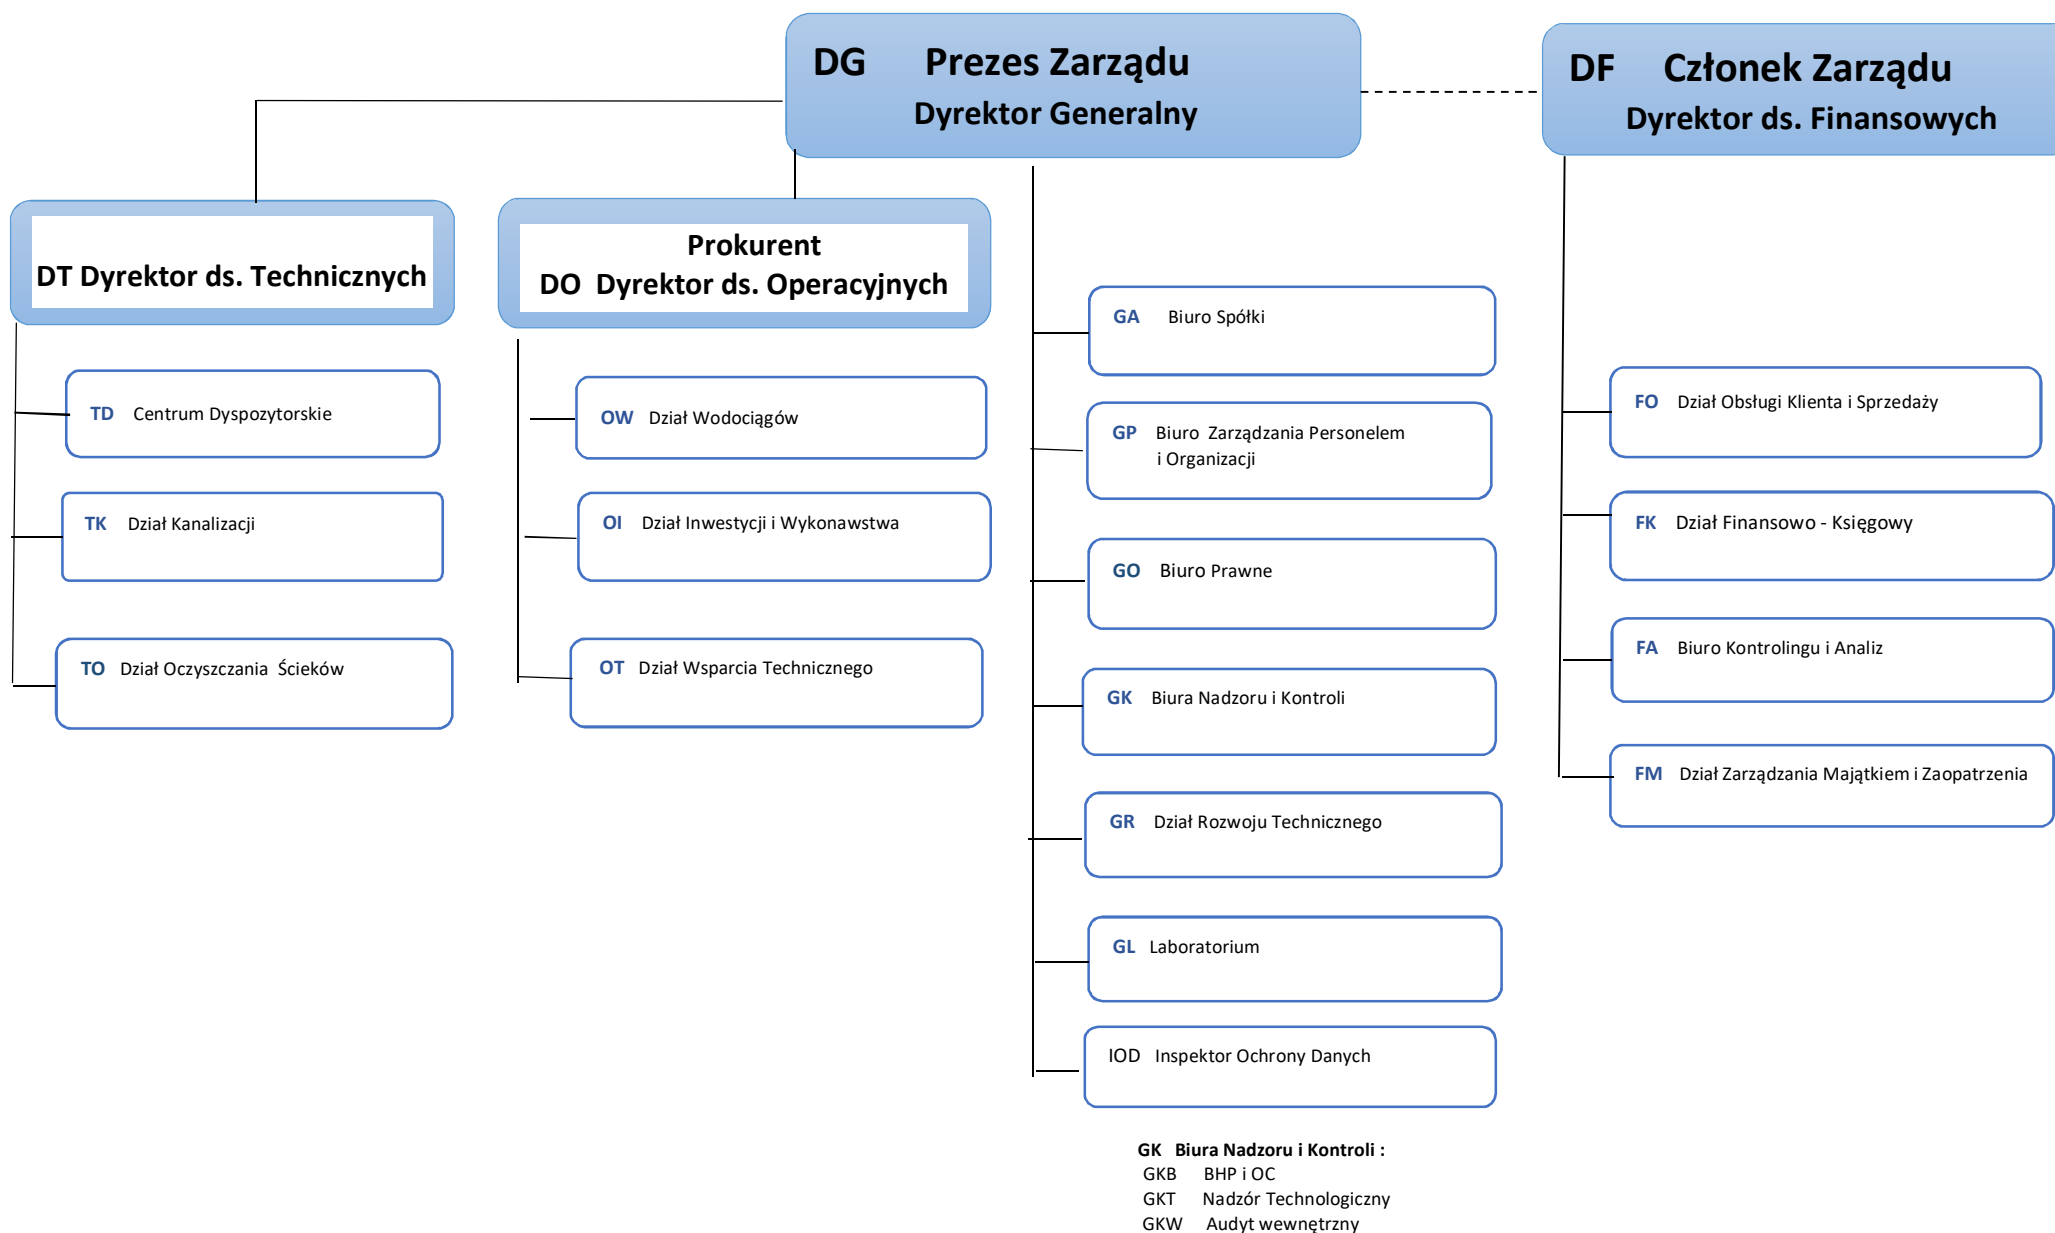 DG Prezes Zarządu
Dyrektor Generalny
DF Członek Zarządu
Dyrektor ds. Finansowych
DT Dyrektor ds. Technicznych
Prokurent
DO Dyrektor ds. Operacyjnych
TD Centrum Dyspozytorskie
TK Dział Kanalizacji
TO Dział Oczyszczania Ścieków
OW Dział Wodociągów
OI Dział Inwestycji i Wykonawstwa
OT Dział Wsparcia Technicznego
GA Biuro Spółki
GP Biuro Zarządzania Personelem
i Organizacji
GO Biuro Prawne
GK Biura Nadzoru i Kontroli
GR Dział Rozwoju Technicznego
GL Laboratorium
IOD Inspektor Ochrony Danych
FO Dział Obsługi Klienta i Sprzedaży
FK Dział Finansowo - Księgowy
FA Biuro Kontrolingu i Analiz
FM Dział Zarządzania Majątkiem i Zaopatrzenia
GK Biura Nadzoru i Kontroli :
GKB BHP i OC
GKT Nadzór Technologiczny
GKW Audyt wewnętrzny